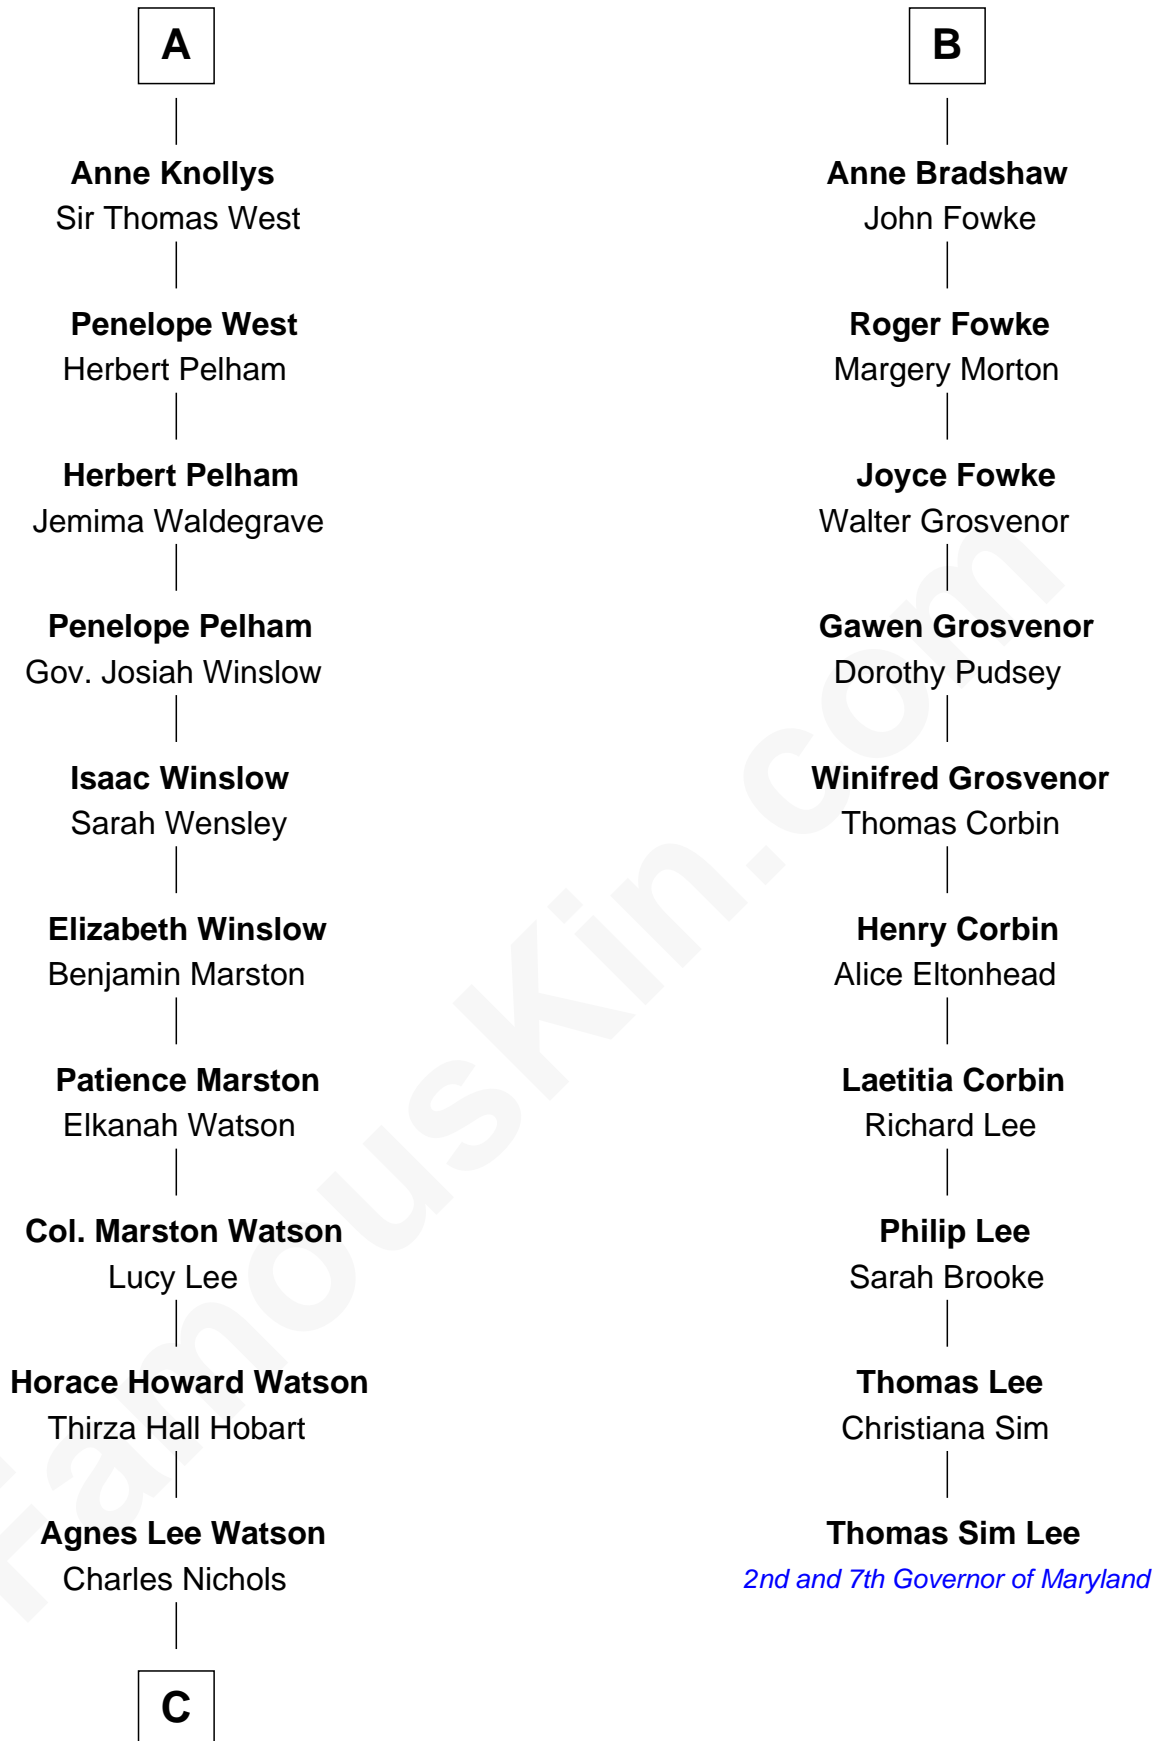 A
Anne Knollys
Sir Thomas West
Penelope West
Herbert Pelham
Herbert Pelham
Jemima Waldegrave
Penelope Pelham
Gov. Josiah Winslow
Isaac Winslow
Sarah Wensley
Elizabeth Winslow
Benjamin Marston
Patience Marston
Elkanah Watson
Col. Marston Watson
Lucy Lee
Horace Howard Watson
Thirza Hall Hobart
Agnes Lee Watson
Charles Nichols
C
B
Anne Bradshaw
John Fowke
Roger Fowke
Margery Morton
Joyce Fowke
Walter Grosvenor
Gawen Grosvenor
Dorothy Pudsey
Winifred Grosvenor
Thomas Corbin
Henry Corbin
Alice Eltonhead
Laetitia Corbin
Richard Lee
Philip Lee
Sarah Brooke
Thomas Lee
Christiana Sim
Thomas Sim Lee
2nd and 7th Governor of Maryland
FamousKin.com